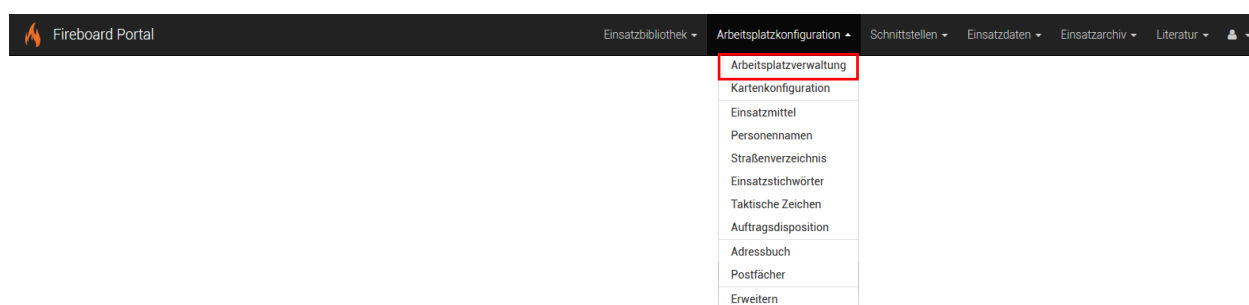 Fireboard Portal Einsatzbibliothek Arbeitsplatzkonfiguration Schnittstellen Einsatzdaten Einsatzarchiv Literatur
Arbeitsplatzverwaltung
Kartenkonfiguration
Einsatzmittel
Personennamen
Straßenverzeichnis
Einsatzstichwörter
Taktische Zeichen
Auftragsdisposition
Adressbuch
Postfächer
Erweitern